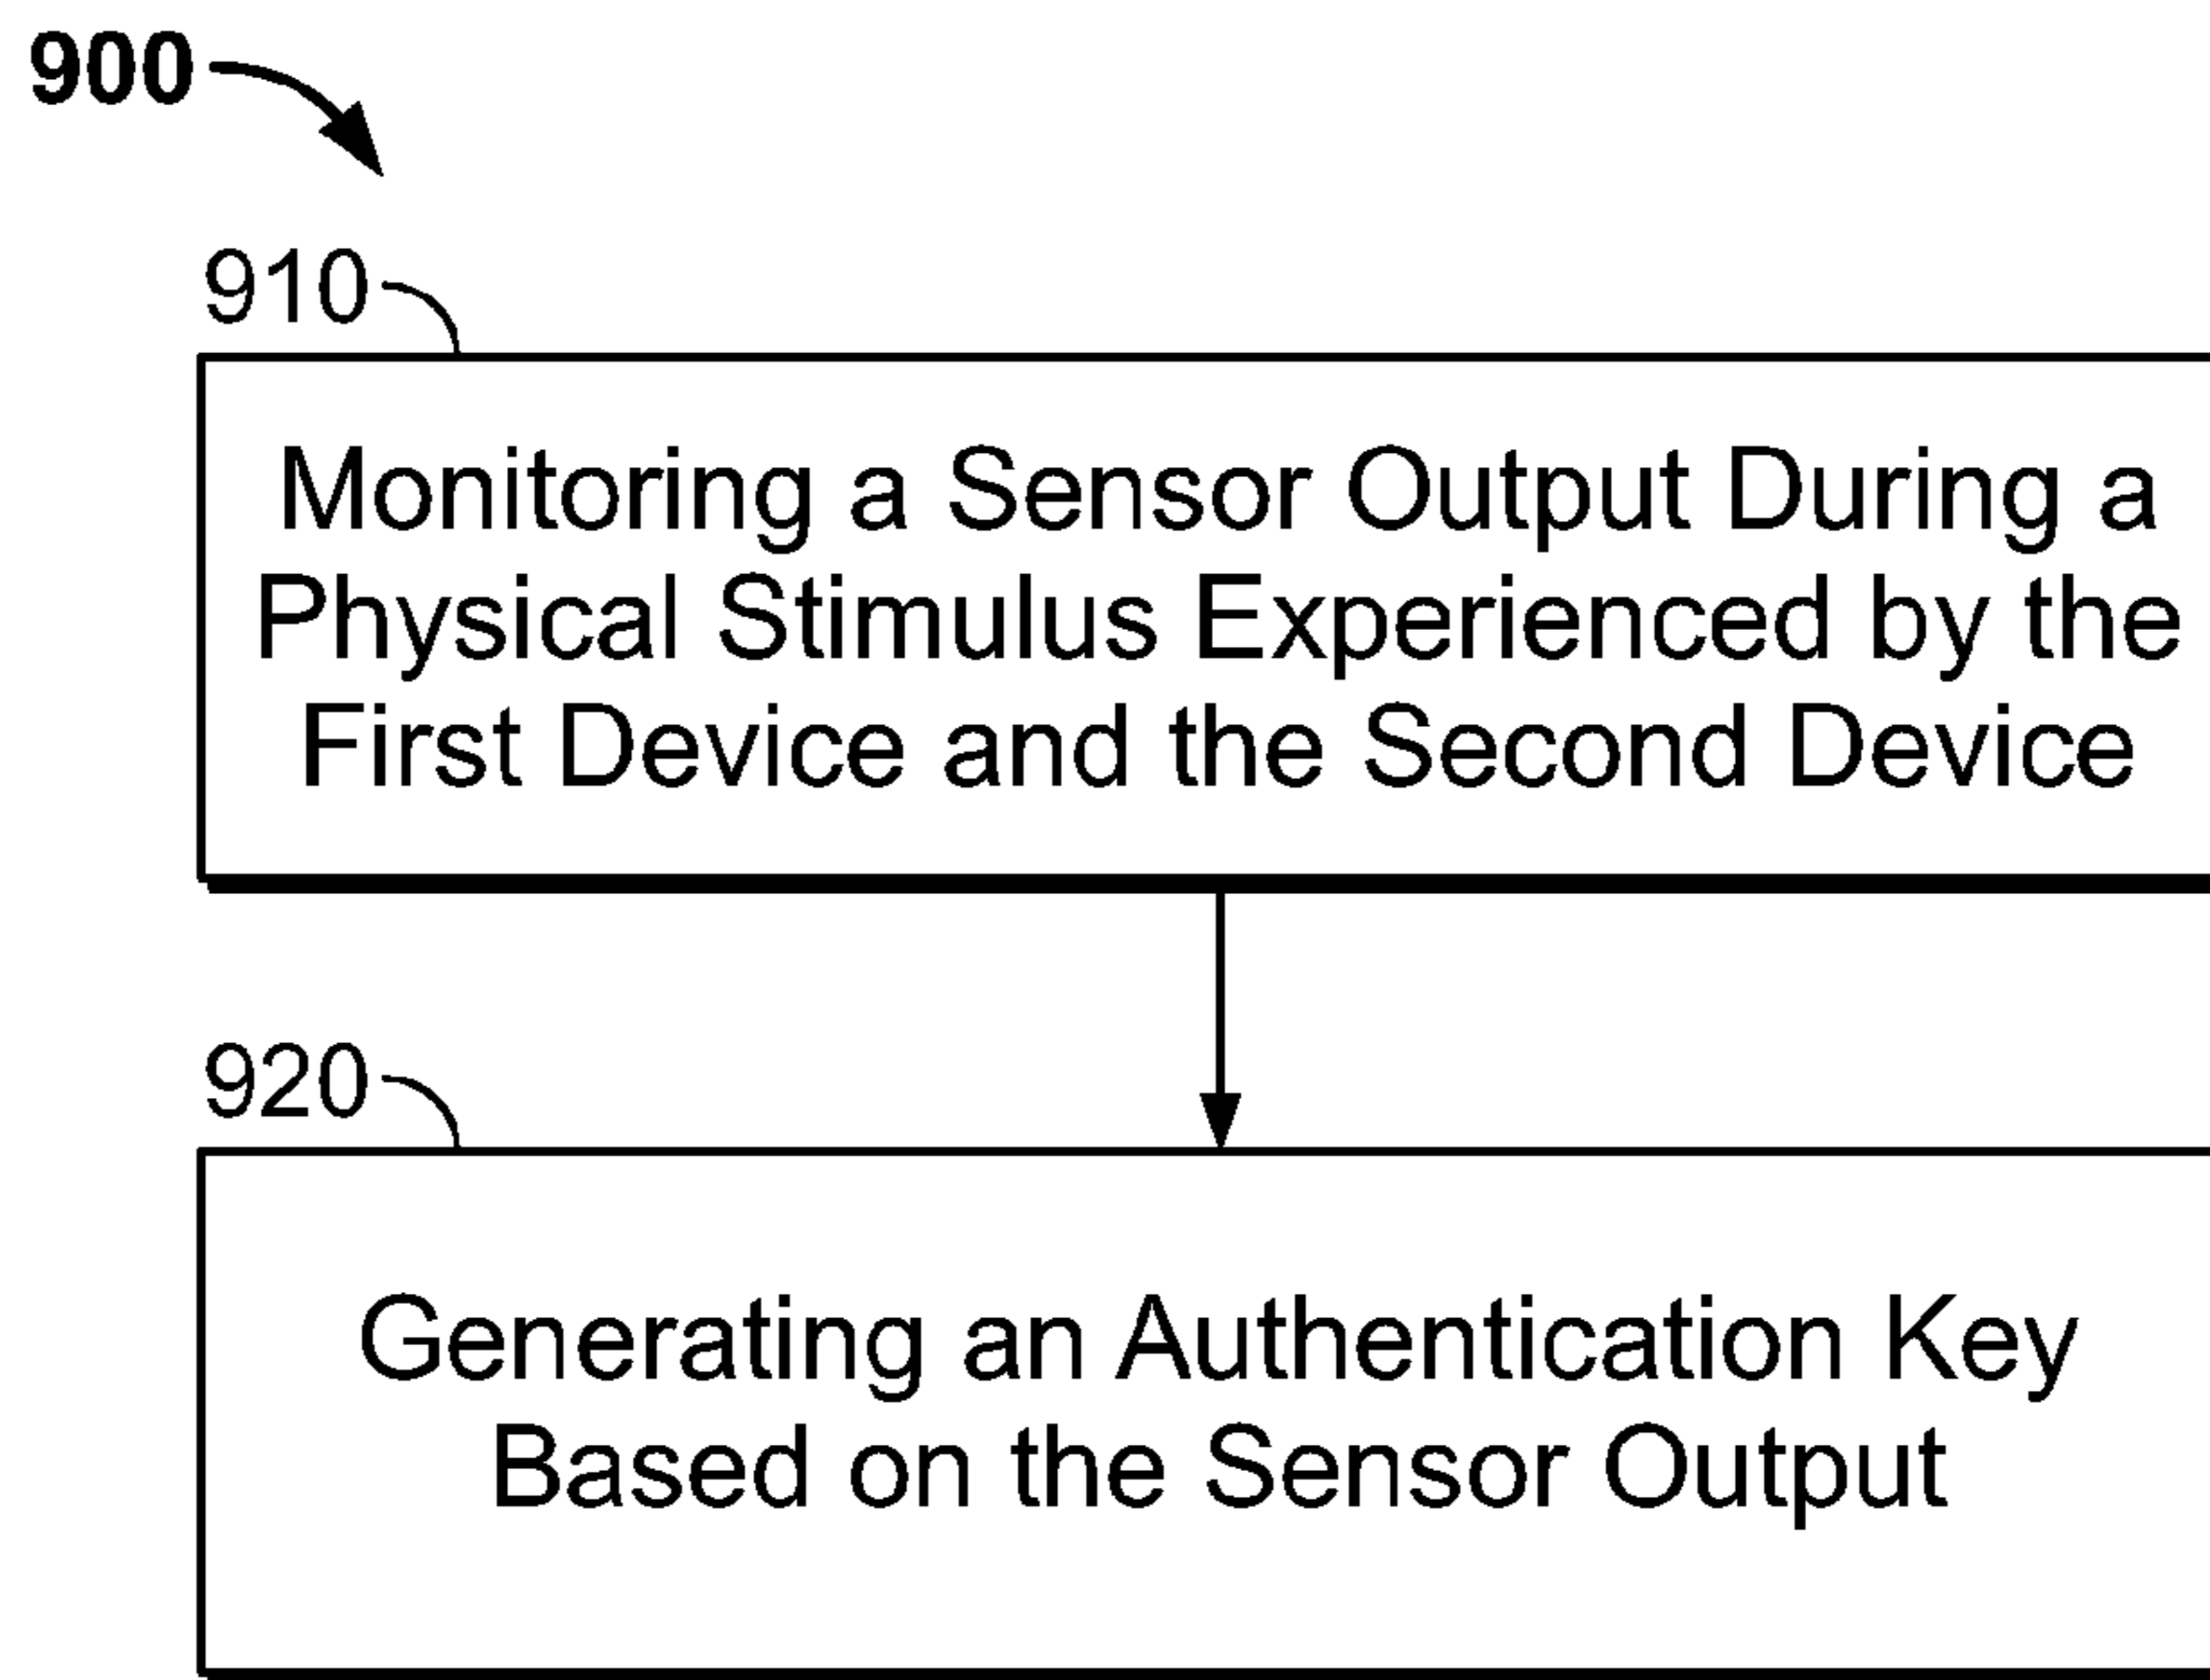 900
910
Monitoring a Sensor Output During a
Physical Stimulus Experienced by the
First Device and the Second Device
920
Generating an Authentication Key
Based on the Sensor Output